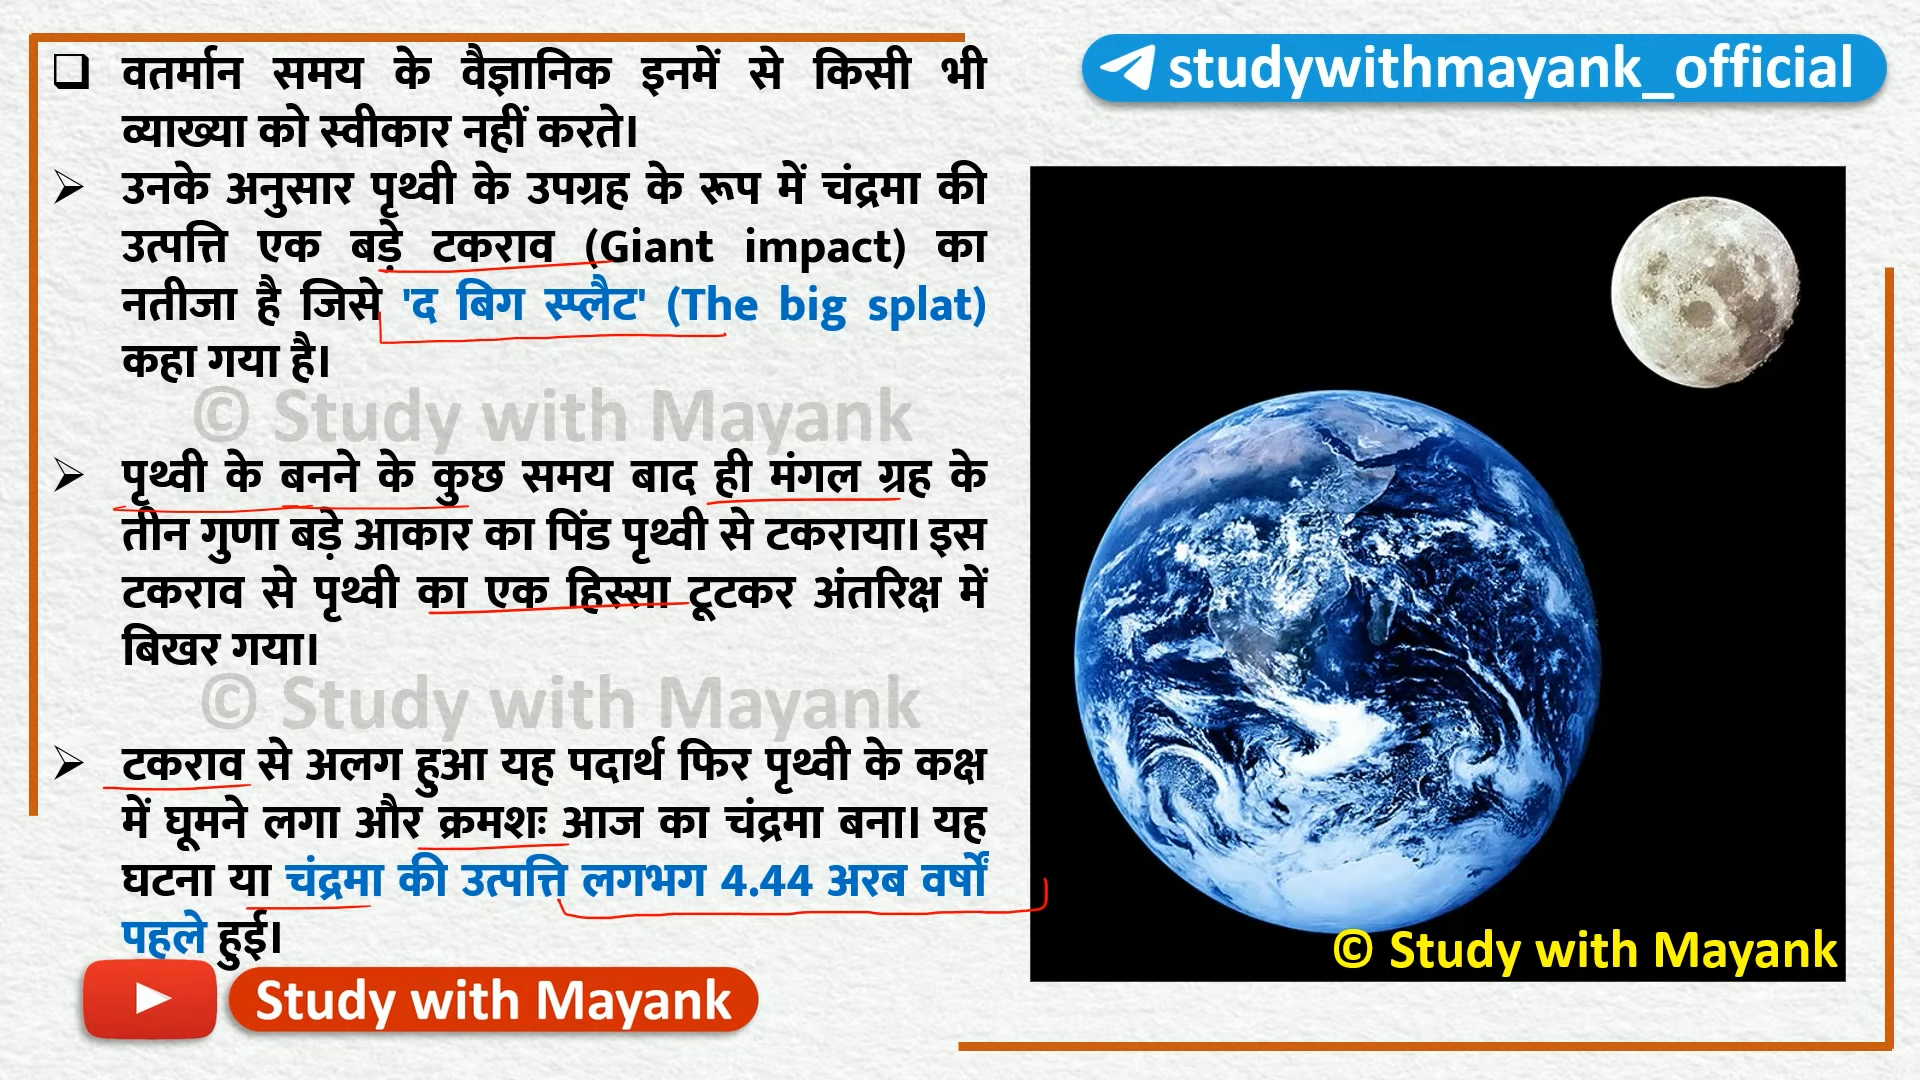 वतर्मान समय के वैज्ञानिक इनमें से किसी भी
व्याख्या को स्वीकार नहीं करते।
उनके अनुसार पृथ्वी के उपग्रह के रूप में चंद्रमा की
उत्पत्ति एक बड़े टकराव (Giant impact) का
नतीजा है जिसे 'द बिग स्प्लैट' (The big splat)
कहा गया है।
© Study with Mayank
पृथ्वी के बनने के कुछ समय बाद ही मंगल ग्रह के
तीन गुणा बड़े आकार का पिंड पृथ्वी से टकराया। इस
टकराव से पृथ्वी का एक हिस्सा टूटकर अंतरिक्ष में
बिखर गया।
© Study with Mayank
टकराव से अलग हुआ यह पदार्थ फिर पृथ्वी के कक्ष
में घूमने लगा और क्रमशः आज का चंद्रमा बना। यह
घटना या चंद्रमा की उत्पत्ति लगभग 4.44 अरब वर्षों
पहले हुई।
Study with Mayank
studywithmayank_official
© Study with Mayank